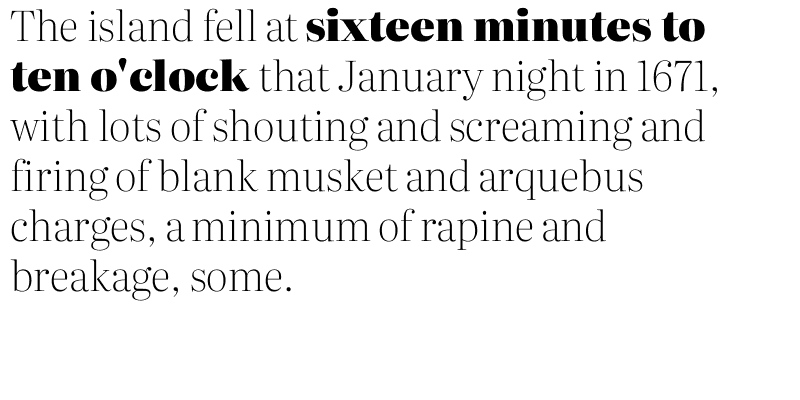 The island fell at sixteen minutes to
ten o'clock that January night in 1671,
with lots of shouting and screaming and
firing of blank musket and arquebus
charges, a minimum of rapine and
breakage, some.